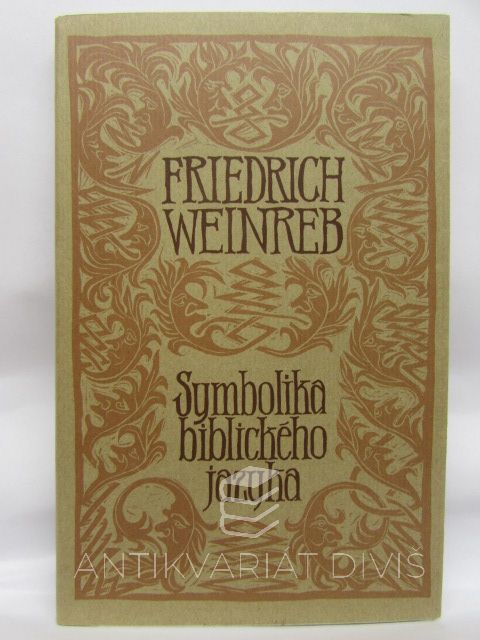 FRIEDRICH
WEINREB
Symbolika
biblického
jazyka
ANTIKVARIÁT DIVIŠ